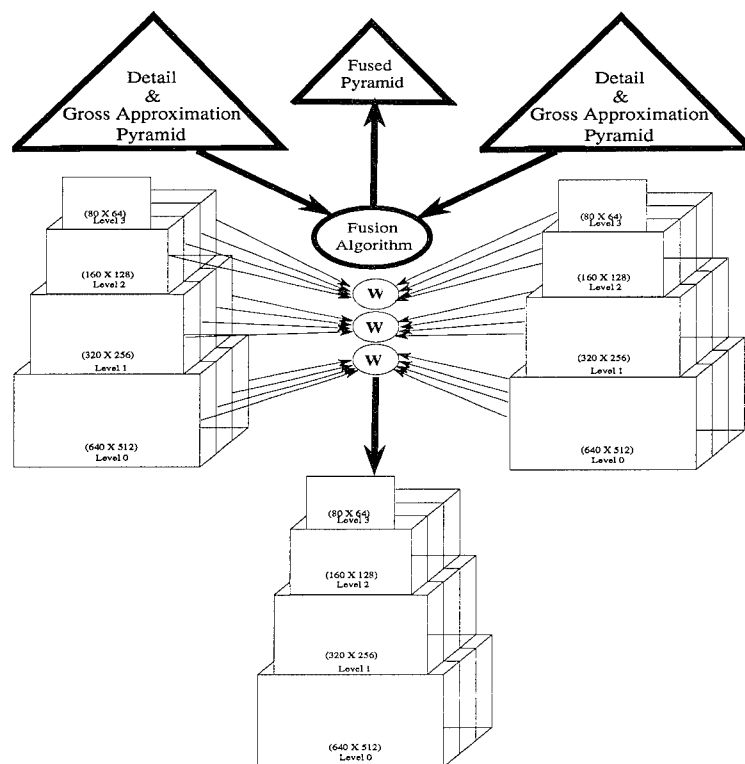 Detail
&
Gross Approximation
Pyramid
Fused
Pyramid
Detail
&
Gross Approximation
Pyramid
Fusion
Algorithm
(80 X 64)
Level 3
(160 X 128)
Level 2
(320 X 256)
Level 1
(640 X 512)
Level 0
W
W
W
(80 X 64)
Level 3
(160 X 128)
Level 2
(320 X 256)
Level 1
(640 X 512)
Level 0
(80 X 64)
Level 3
(160 X 128)
Level 2
(320 X 256)
Level 1
(640 X 512)
Level 0